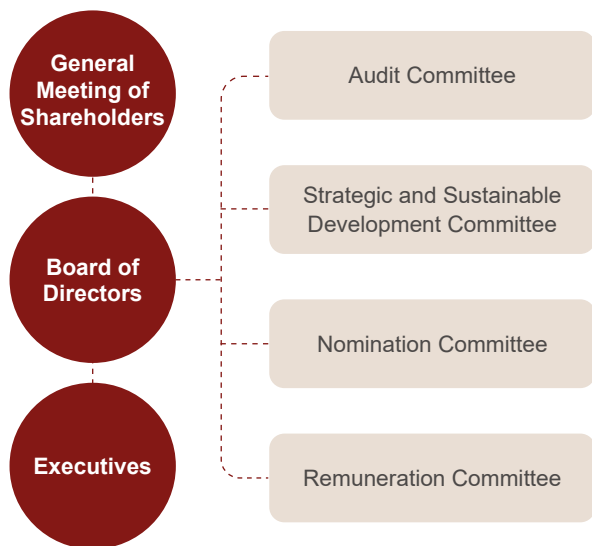 General
Meeting of
Shareholders
Board of
Directors
Executives
Audit Committee
Strategic and Sustainable
Development Committee
Nomination Committee
Remuneration Committee